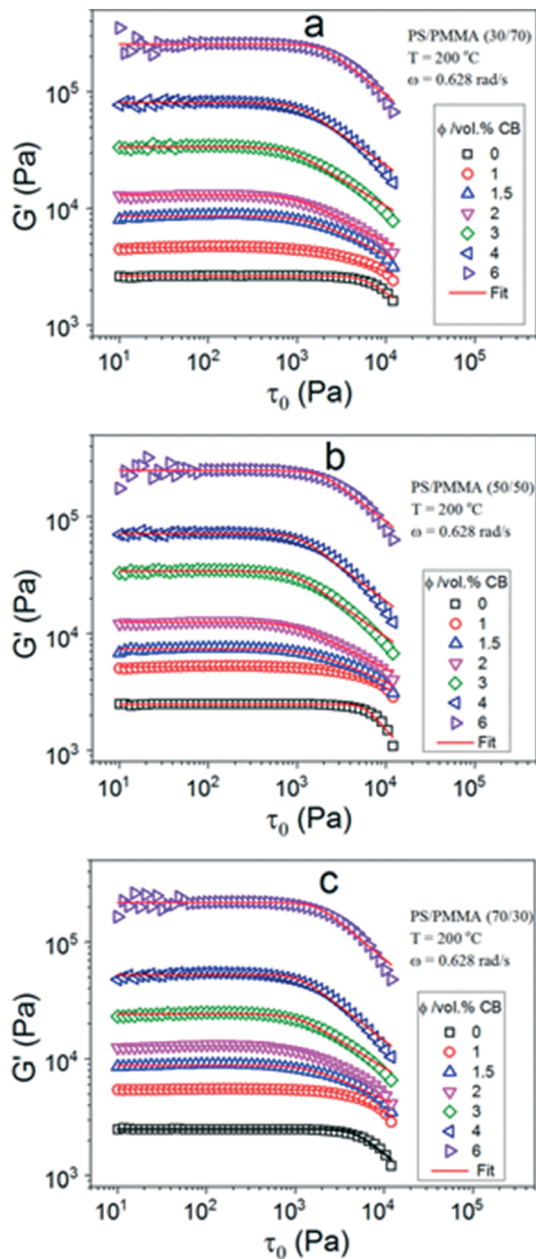 a
PS/PMMA (30/70)
T = 200 °C
ω = 0.628 rad/s
ϕ /vol.% CB
0
1
1.5
2
3
4
6
Fit
G' (Pa)
10⁵
10⁴
10³
10¹ 10² 10³ 10⁴ 10⁵
τ₀ (Pa)
b
PS/PMMA (50/50)
T = 200 °C
ω = 0.628 rad/s
ϕ /vol.% CB
0
1
1.5
2
3
4
6
Fit
G' (Pa)
10⁵
10⁴
10³
10¹ 10² 10³ 10⁴ 10⁵
τ₀ (Pa)
c
PS/PMMA (70/30)
T = 200 °C
ω = 0.628 rad/s
ϕ /vol.% CB
0
1
1.5
2
3
4
6
Fit
G' (Pa)
10⁵
10⁴
10³
10¹ 10² 10³ 10⁴ 10⁵
τ₀ (Pa)